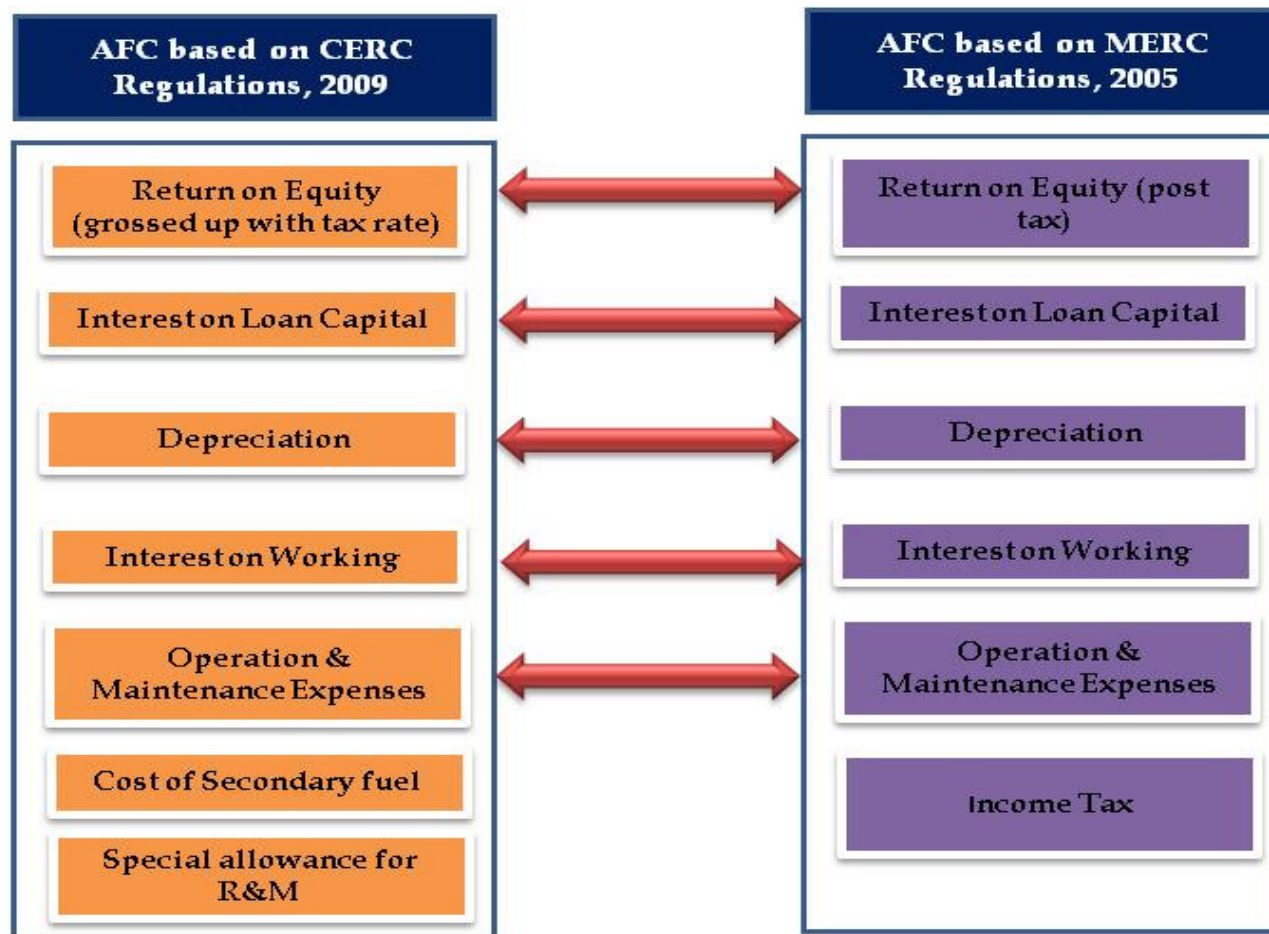 AFC based on CERC
Regulations, 2009
Return on Equity
(grossed up with tax rate)
Interest on Loan Capital
Depreciation
Interest on Working
Operation &
Maintenance Expenses
Cost of Secondary fuel
Special allowance for
R&M
AFC based on MERC
Regulations, 2005
Return on Equity (post
tax)
Interest on Loan Capital
Depreciation
Interest on Working
Operation &
Maintenance Expenses
Income Tax